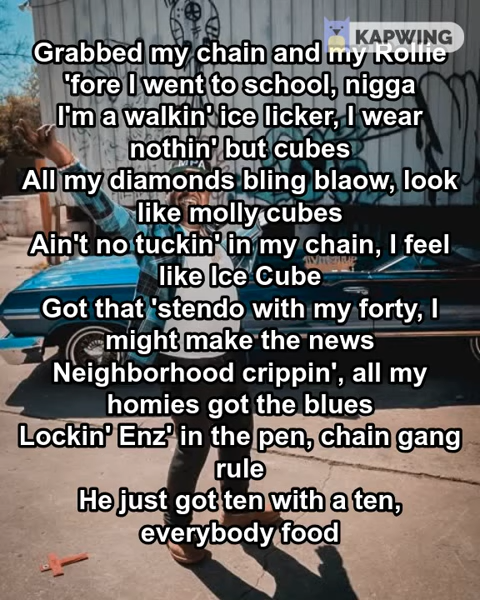 KAPWING
Grabbed my chain and my Rollie
'fore I went to school, nigga
I'm a walkin' ice licker, I wear
nothin' but cubes
All my diamonds bling blaow, look
like molly cubes
Ain't no tuckin' in my chain, I feel
like Ice Cube
Got that 'stendo with my forty, I
might make the news
Neighborhood crippin', all my
homies got the blues
Lockin' Enz' in the pen, chain gang
rule
He just got ten with a ten,
everybody food